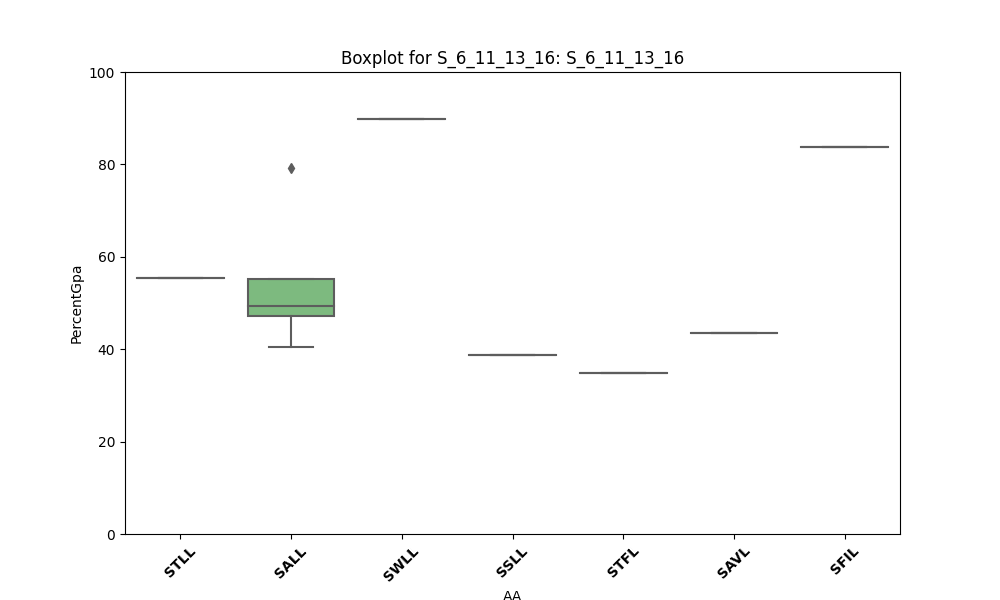 Boxplot for S_6_11_13_16: S_6_11_13_16
100
80
60
40
20
0
PercentGpa
STLL SALL SWLL SSLL STFL SAVL SFIL
AA